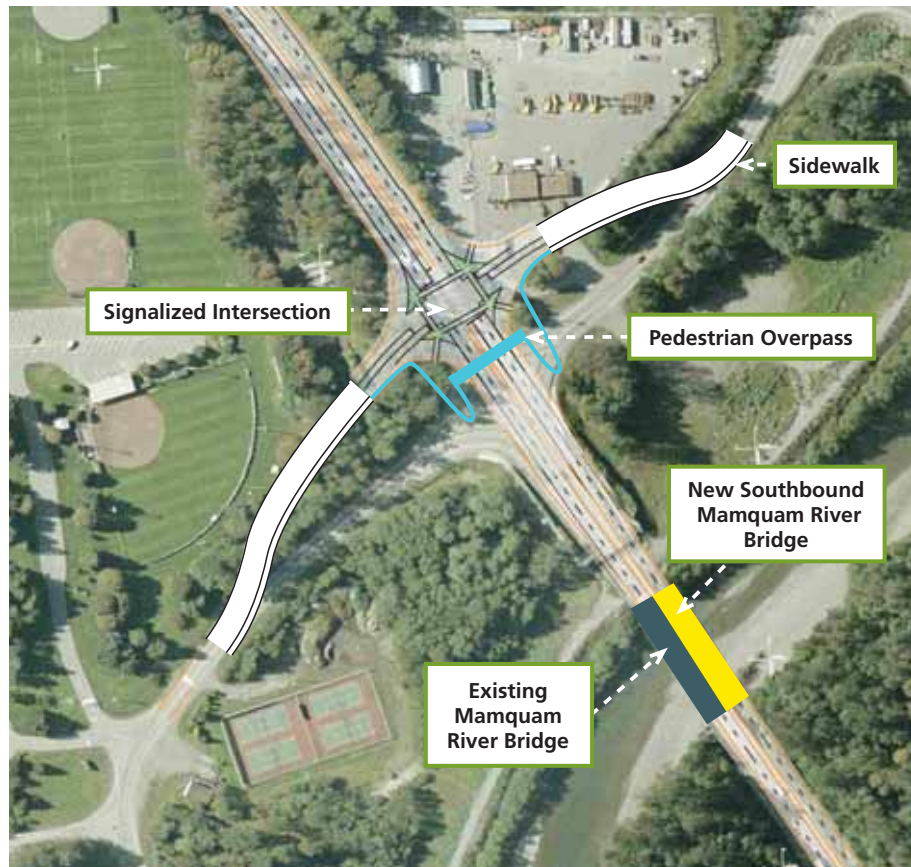 Sidewalk
Signalized Intersection
Pedestrian Overpass
New Southbound
Mamquam River
Bridge
Existing
Mamquam
River Bridge